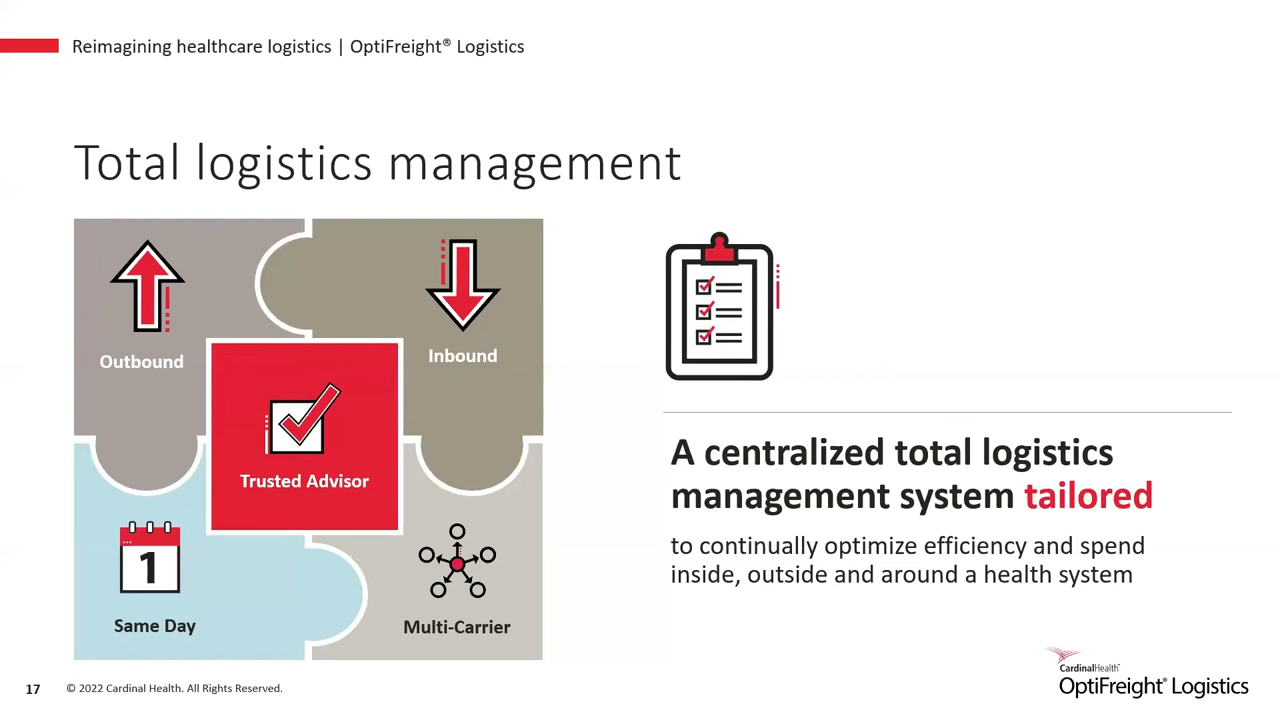 Reimagining healthcare logistics | OptiFreight® Logistics
Total logistics management
Outbound
Inbound
Trusted Advisor
1
Same Day
Multi-Carrier
A centralized total logistics
management system tailored
to continually optimize efficiency and spend
inside, outside and around a health system
17
© 2022 Cardinal Health. All Rights Reserved.
CardinalHealth™
OptiFreight® Logistics